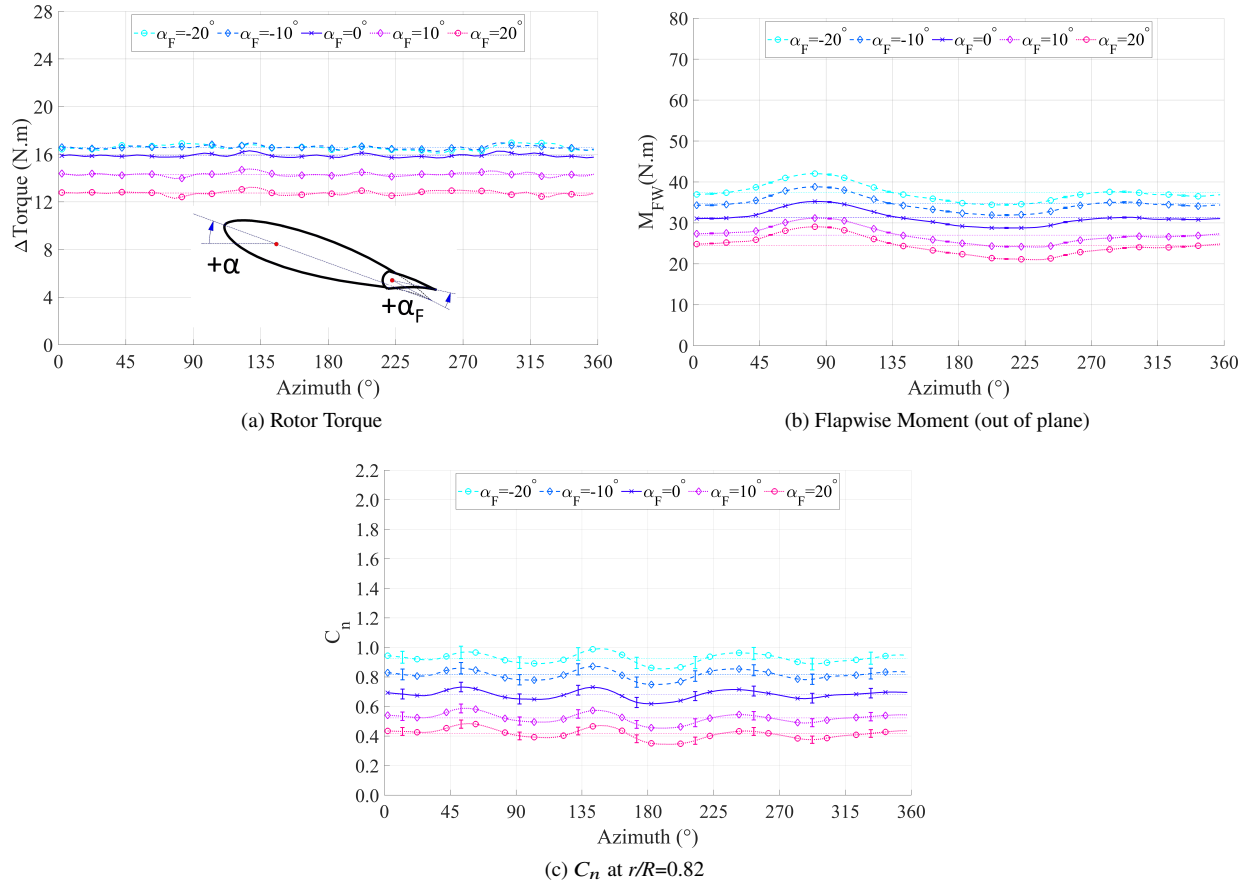 28
24
20
16
12
8
4
0
ΔTorque (N.m)
α_F=-20° α_F=-10° α_F=0° α_F=10° α_F=20°
+α
+α_F
0 45 90 135 180 225 270 315 360
Azimuth (°)
(a) Rotor Torque
80
70
60
50
40
30
20
10
0
M_FW(N.m)
α_F=-20° α_F=-10° α_F=0° α_F=10° α_F=20°
0 45 90 135 180 225 270 315 360
Azimuth (°)
(b) Flapwise Moment (out of plane)
2.2
2.0
1.8
1.6
1.4
1.2
1.0
0.8
0.6
0.4
0.2
0.0
C_n
α_F=-20° α_F=-10° α_F=0° α_F=10° α_F=20°
0 45 90 135 180 225 270 315 360
Azimuth (°)
(c) C_n at r/R=0.82